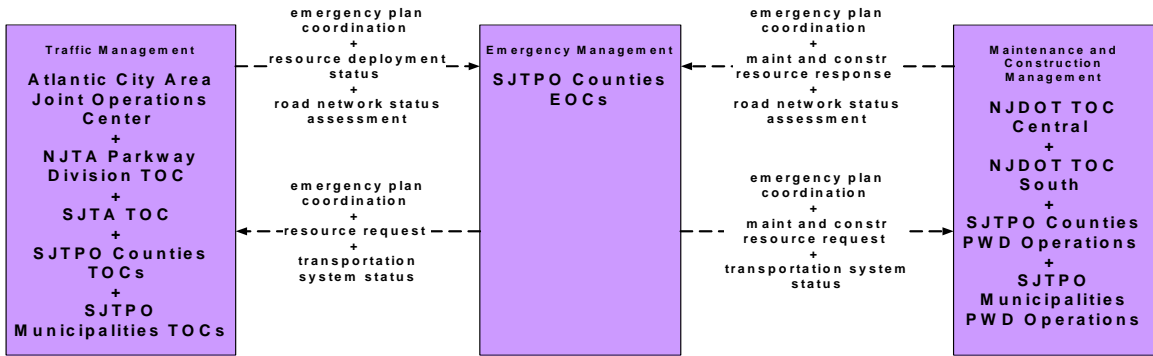 Traffic Management
Atlantic City Area
Joint Operations
Center
+
NJTA Parkway
Division TOC
+
SJTA TOC
+
SJTPO Counties
TOCs
+
SJTPO
Municipalities TOCs
emergency plan
coordination
+
resource deployment
status
+
road network status
assessment
emergency plan
coordination
+
resource request
+
transportation
system status
Emergency Management
SJTPO Counties
EOCs
emergency plan
coordination
+
maint and constr
resource response
+
road network status
assessment
emergency plan
coordination
+
maint and constr
resource request
+
transportation system
status
Maintenance and
Construction
Management
NJDOT TOC
Central
+
NJDOT TOC
South
+
SJTPO Counties
PWD Operations
+
SJTPO
Municipalities
PWD Operations